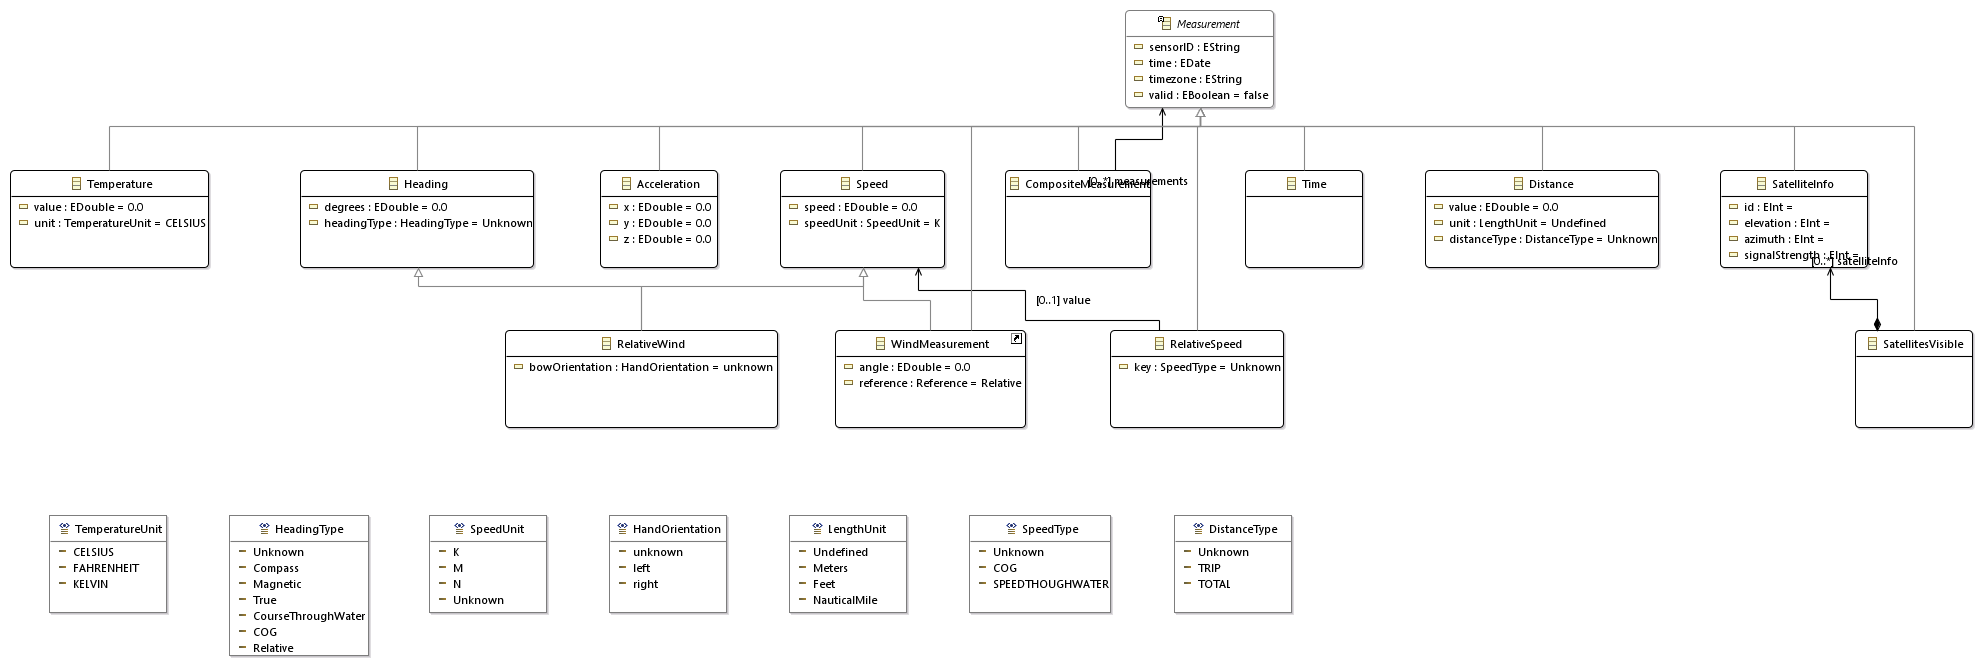 Measurement
sensorID : EString
time : EDate
timezone : EString
valid : EBoolean = false
Temperature
value : EDouble = 0.0
unit : TemperatureUnit = CELSIUS
Heading
degrees : EDouble = 0.0
headingType : HeadingType = Unknown
Acceleration
x : EDouble = 0.0
y : EDouble = 0.0
z : EDouble = 0.0
Speed
speed : EDouble = 0.0
speedUnit : SpeedUnit = K
CompositeMeasurement
[0..*] measurements
Time
Distance
value : EDouble = 0.0
unit : LengthUnit = Undefined
distanceType : DistanceType = Unknown
SatelliteInfo
id : EInt =
elevation : EInt =
azimuth : EInt =
signalStrength : EInt =
[0..*] satelliteInfo
[0..1] value
RelativeWind
bowOrientation : HandOrientation = unknown
WindMeasurement
angle : EDouble = 0.0
reference : Reference = Relative
RelativeSpeed
key : SpeedType = Unknown
SatellitesVisible
TemperatureUnit
CELSIUS
FAHRENHEIT
KELVIN
HeadingType
Unknown
Compass
Magnetic
True
CourseThroughWater
COG
Relative
SpeedUnit
K
M
N
Unknown
HandOrientation
unknown
left
right
LengthUnit
Undefined
Meters
Feet
NauticalMile
SpeedType
Unknown
COG
SPEEDTHOUGHWATER
DistanceType
Unknown
TRIP
TOTAL